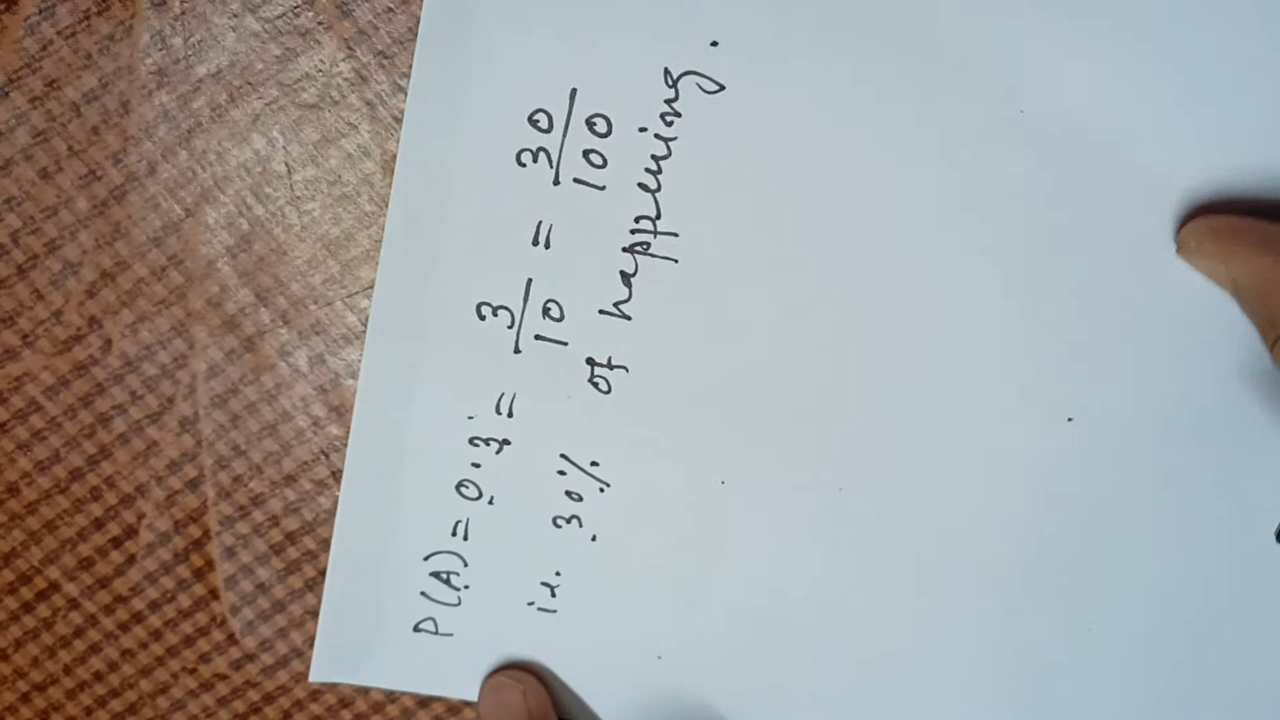 P(A) = 0.3 = 3/10 = 30/100
i.e. 30% of happening.